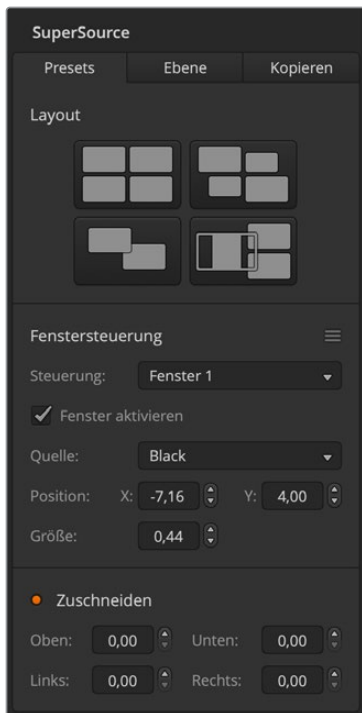 SuperSource
Presets Ebene Kopieren
Layout
Fenstersteuerung
Steuerung: Fenster 1
Fenster aktivieren
Quelle: Black
Position: X: -7,16 Y: 4,00
Größe: 0,44
Zuschneiden
Oben: 0,00 Unten: 0,00
Links: 0,00 Rechts: 0,00